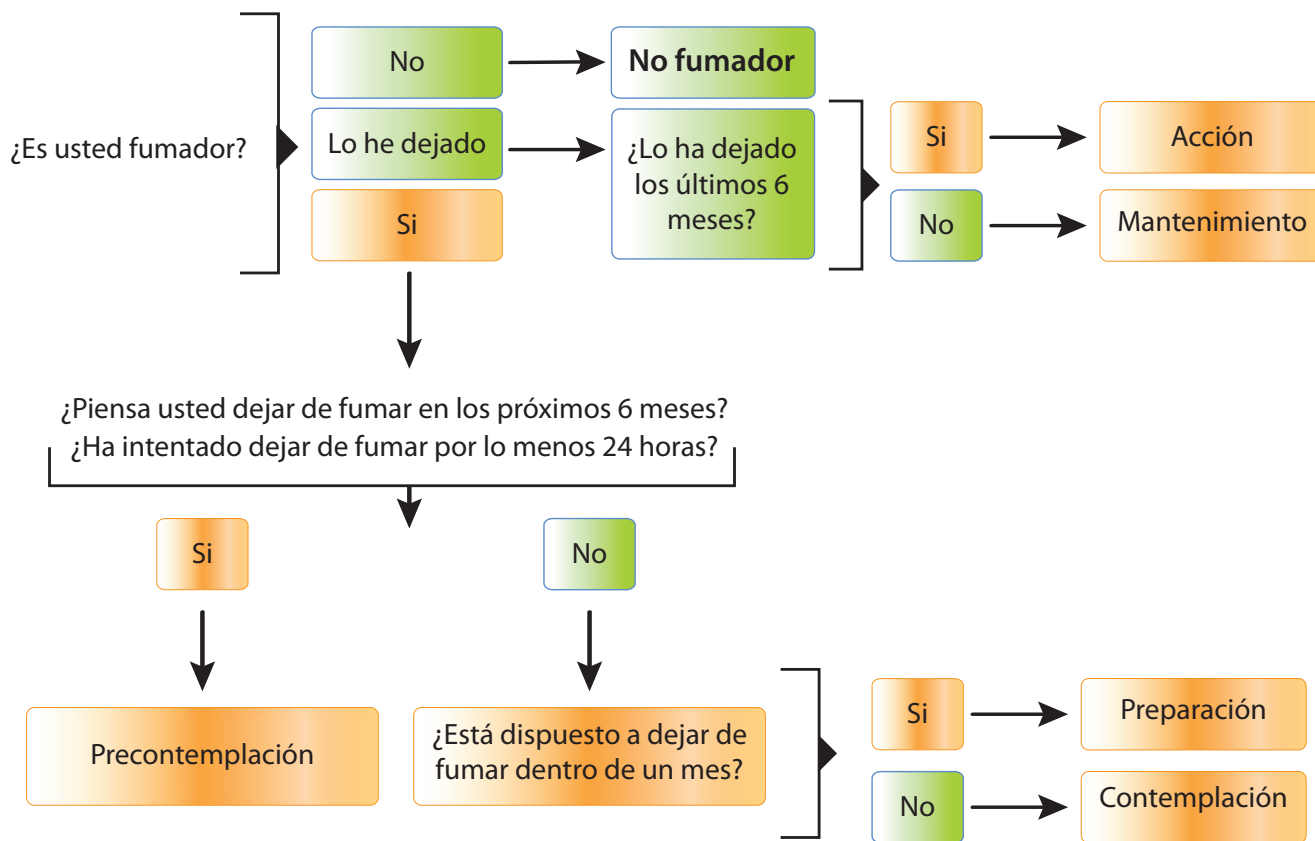 ¿Es usted fumador?
No
No fumador
Lo he dejado
¿Lo ha dejado
los últimos 6
meses?
Si
Si
Acción
No
Mantenimiento
¿Piensa usted dejar de fumar en los próximos 6 meses?
¿Ha intentado dejar de fumar por lo menos 24 horas?
Si
No
Precontemplación
¿Está dispuesto a dejar de
fumar dentro de un mes?
Si
Preparación
No
Contemplación